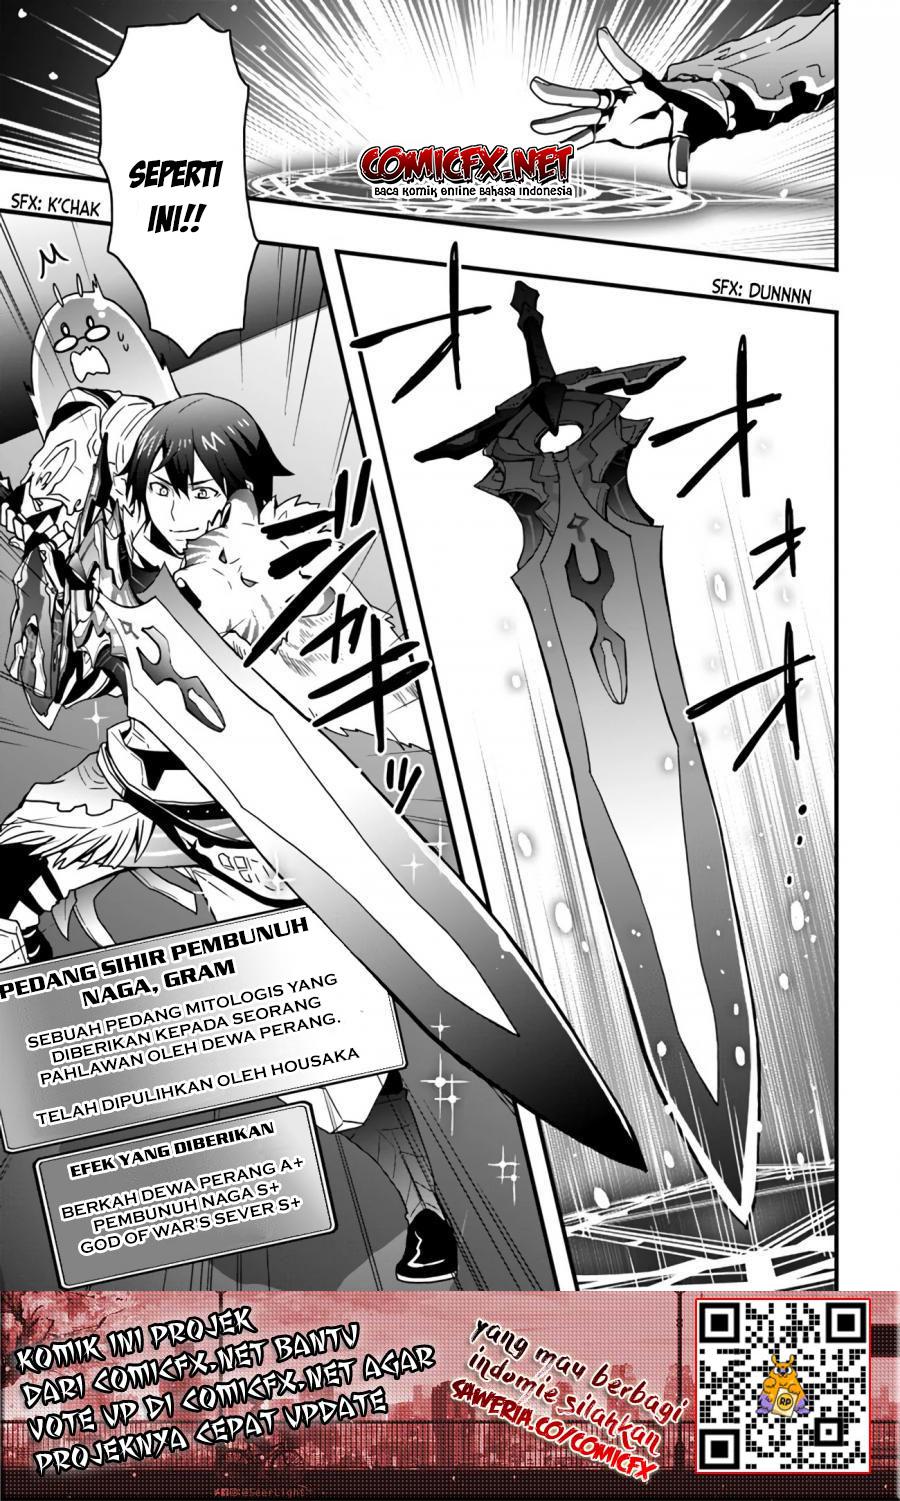 SEPERTI
INI!!
COMICFX.NET
Baca komik online Bahasa Indonesia
SFX: K'CHAK
SFX: DUNNNN
オオオオ…
ジャキッ
PEDANG SIHIR PEMBUNUH
NAGA, GRAM
SEBUAH PEDANG MITOLOGIS YANG
DIBERIKAN KEPADA SEORANG
PAHLAWAN OLEH DEWA PERANG.
TELAH DIPULIHKAN OLEH HOUSAKA
EFEK YANG DIBERIKAN
BERKAH DEWA PERANG A+
PEMBUNUH NAGA S+
GOD OF WAR'S SEVER S+
KOMIK INI PROJEK
DARI COMICFX.NET BANTU
VOTE UP DI COMICFX.NET AGAR
PROJEKNYA CEPAT UPDATE
yang mau berbagi
indomie silahkan
SAWERIA.CO/COMICFX
RP